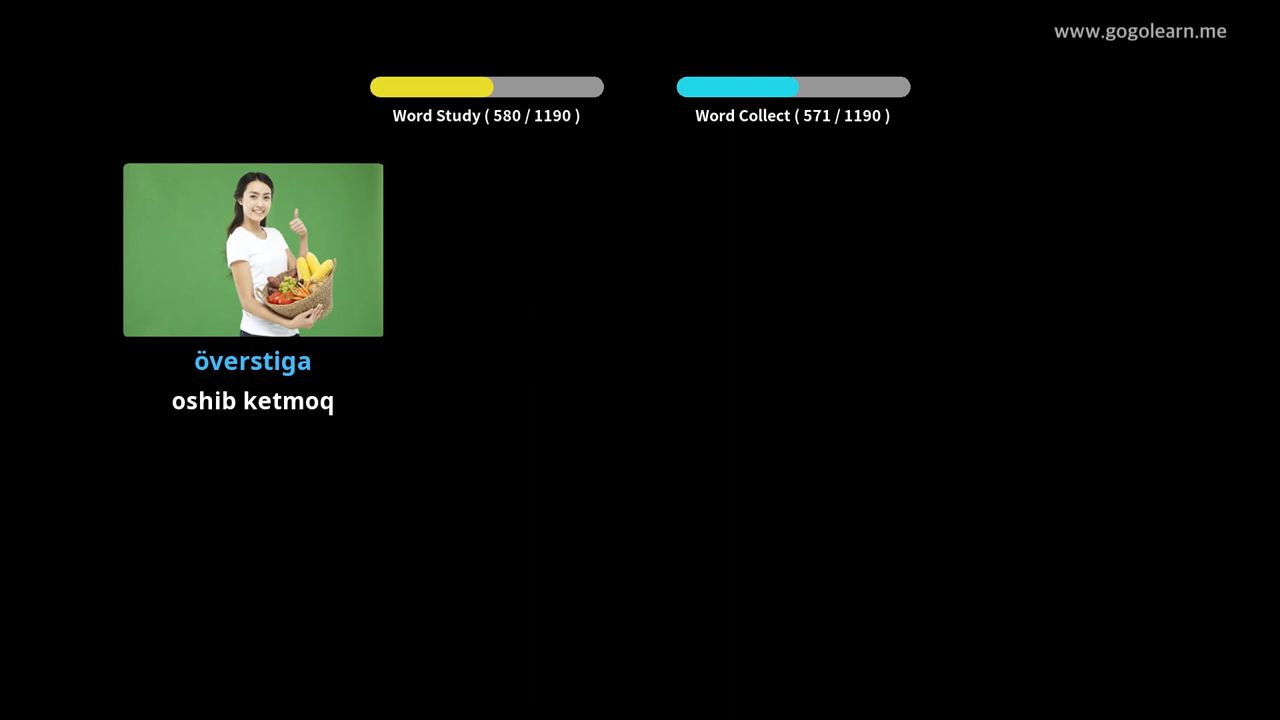 www.gogolearn.me
Word Study ( 580 / 1190 )
Word Collect ( 571 / 1190 )
överstiga
oshib ketmoq